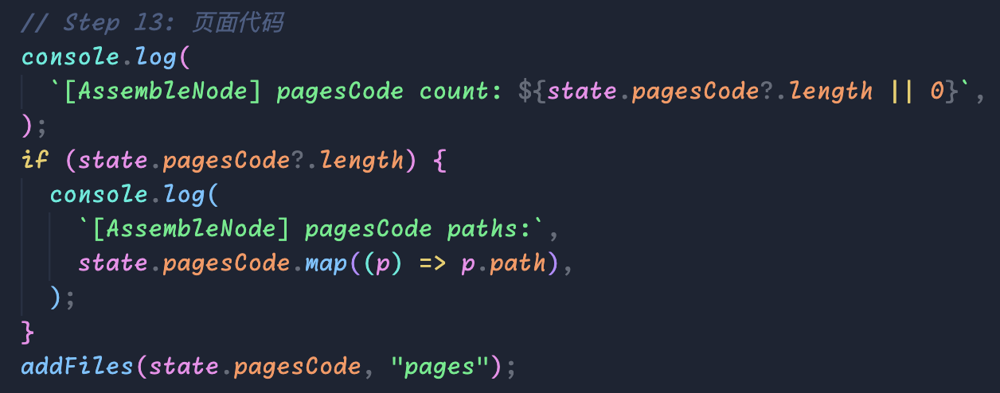 // Step 13: 页面代码
console.log(
  `[AssembleNode] pagesCode count: ${state.pagesCode?.length || 0}`,
);
if (state.pagesCode?.length) {
  console.log(
    `[AssembleNode] pagesCode paths:`,
    state.pagesCode.map((p) => p.path),
  );
}
addFiles(state.pagesCode, "pages");